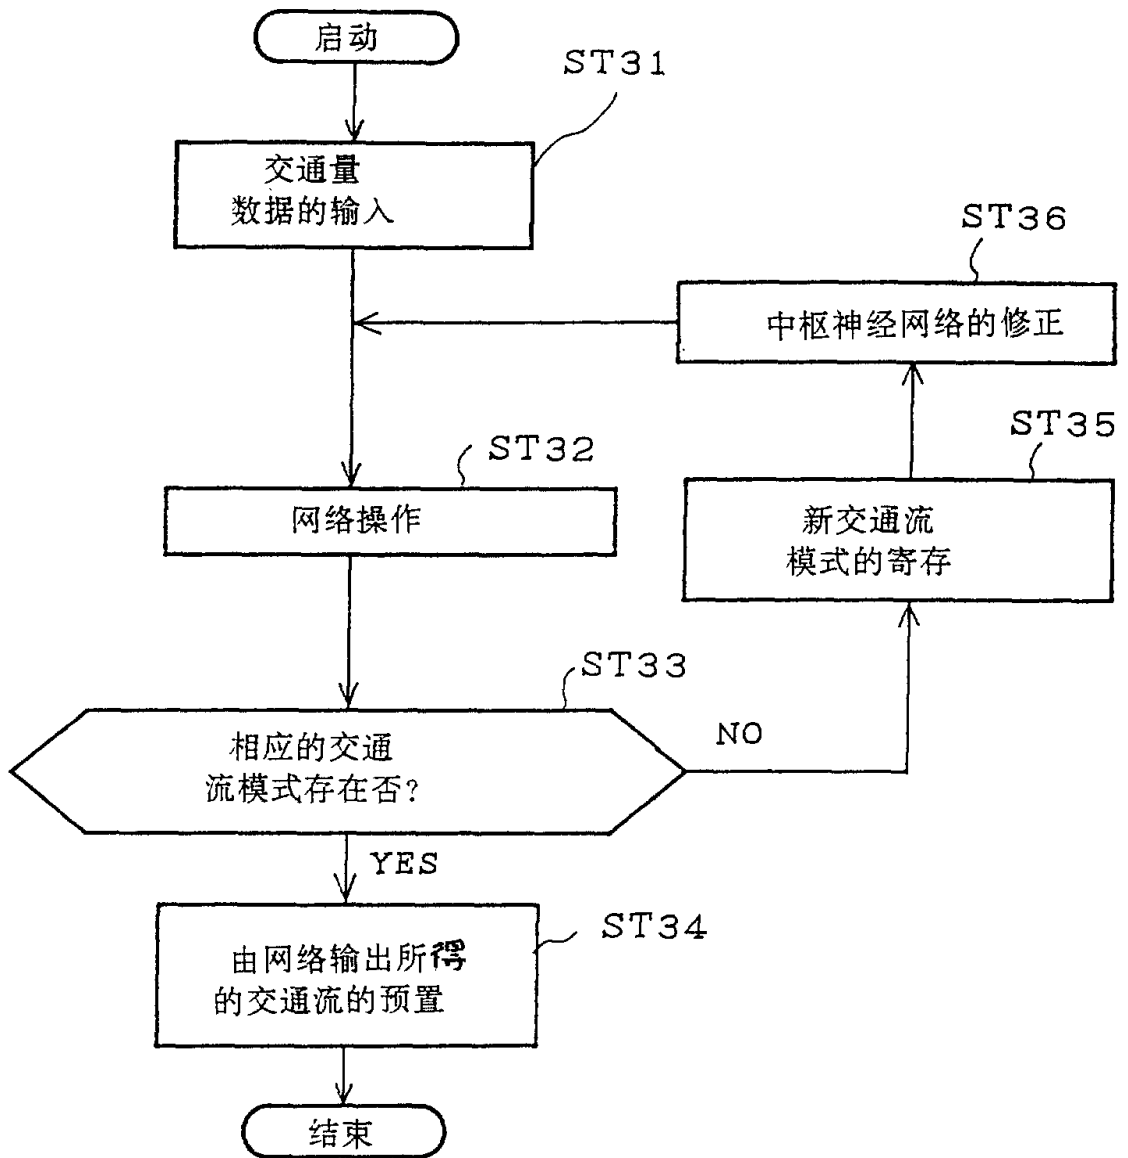 启动
ST31
交通量
数据的输入
ST36
中枢神经网络的修正
ST35
新交通流
模式的寄存
ST32
网络操作
ST33
相应的交通
流模式存在否?
NO
YES
ST34
由网络输出所得
的交通流的预置
结束